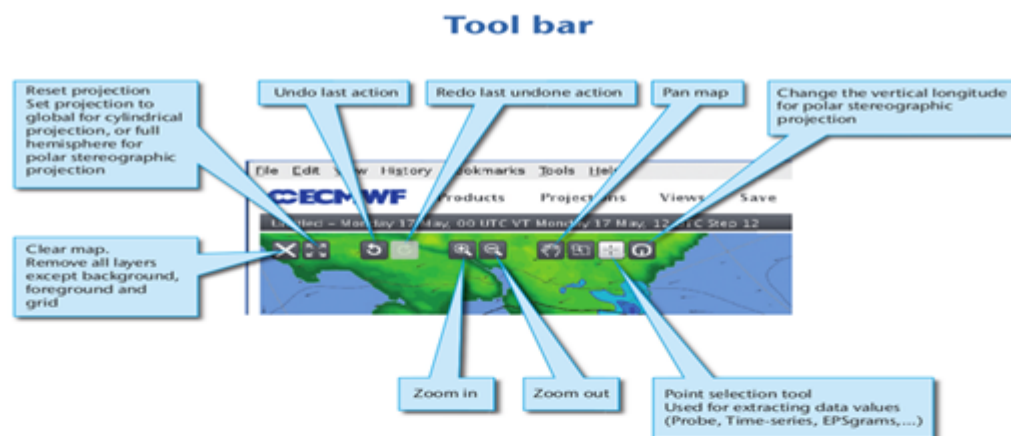 Tool bar
Reset projection
Set projection to
global for cylindrical
projection, or full
hemisphere for
polar stereographic
projection
Undo last action
Redo last undone action
Pan map
Change the vertical longitude
for polar stereographic
projection
File Edit View History Bookmarks Tools Help
ECMWF Products Projections Views Save
Untitled – Monday 17 May, 00 UTC VT Monday 17 May, 12 UTC Step 12
Clear map.
Remove all layers
except background,
foreground and
grid
Zoom in
Zoom out
Point selection tool
Used for extracting data values
(Probe, Time-series, EPSgrams,...)